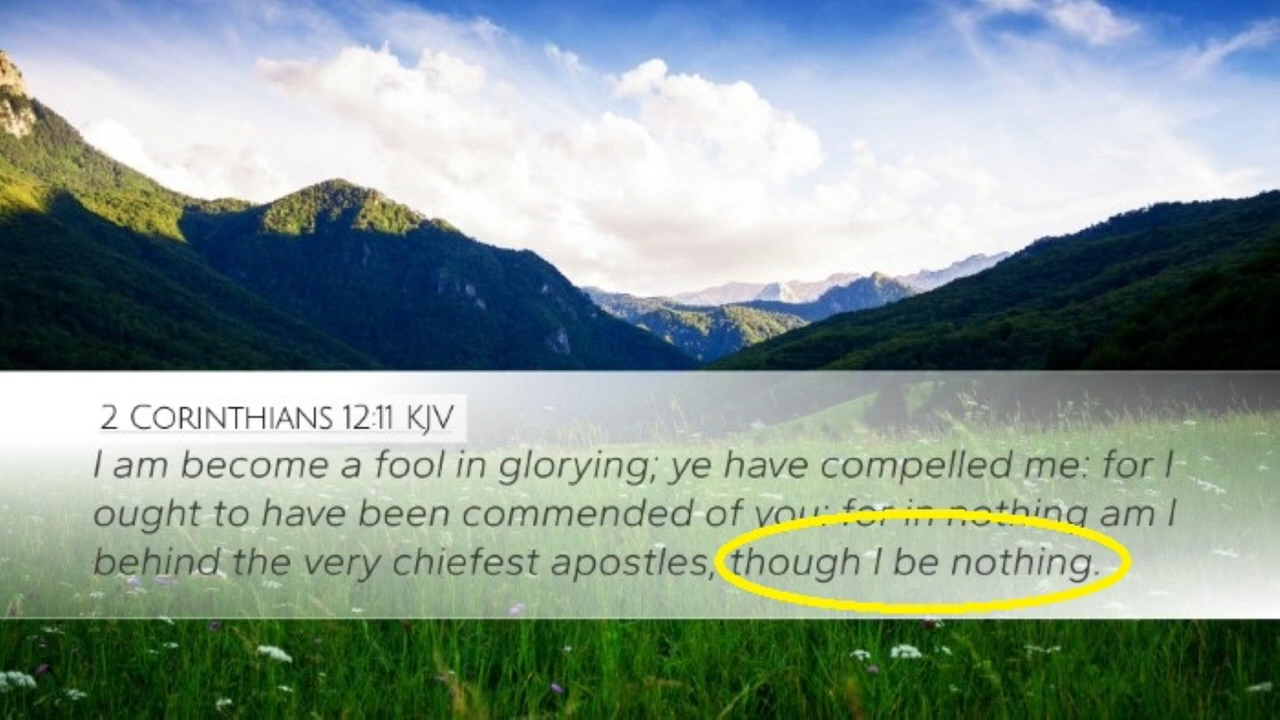 2 Corinthians 12:11 KJV
I am become a fool in glorying; ye have compelled me: for I
ought to have been commended of you: for in nothing am I
behind the very chiefest apostles, though I be nothing.